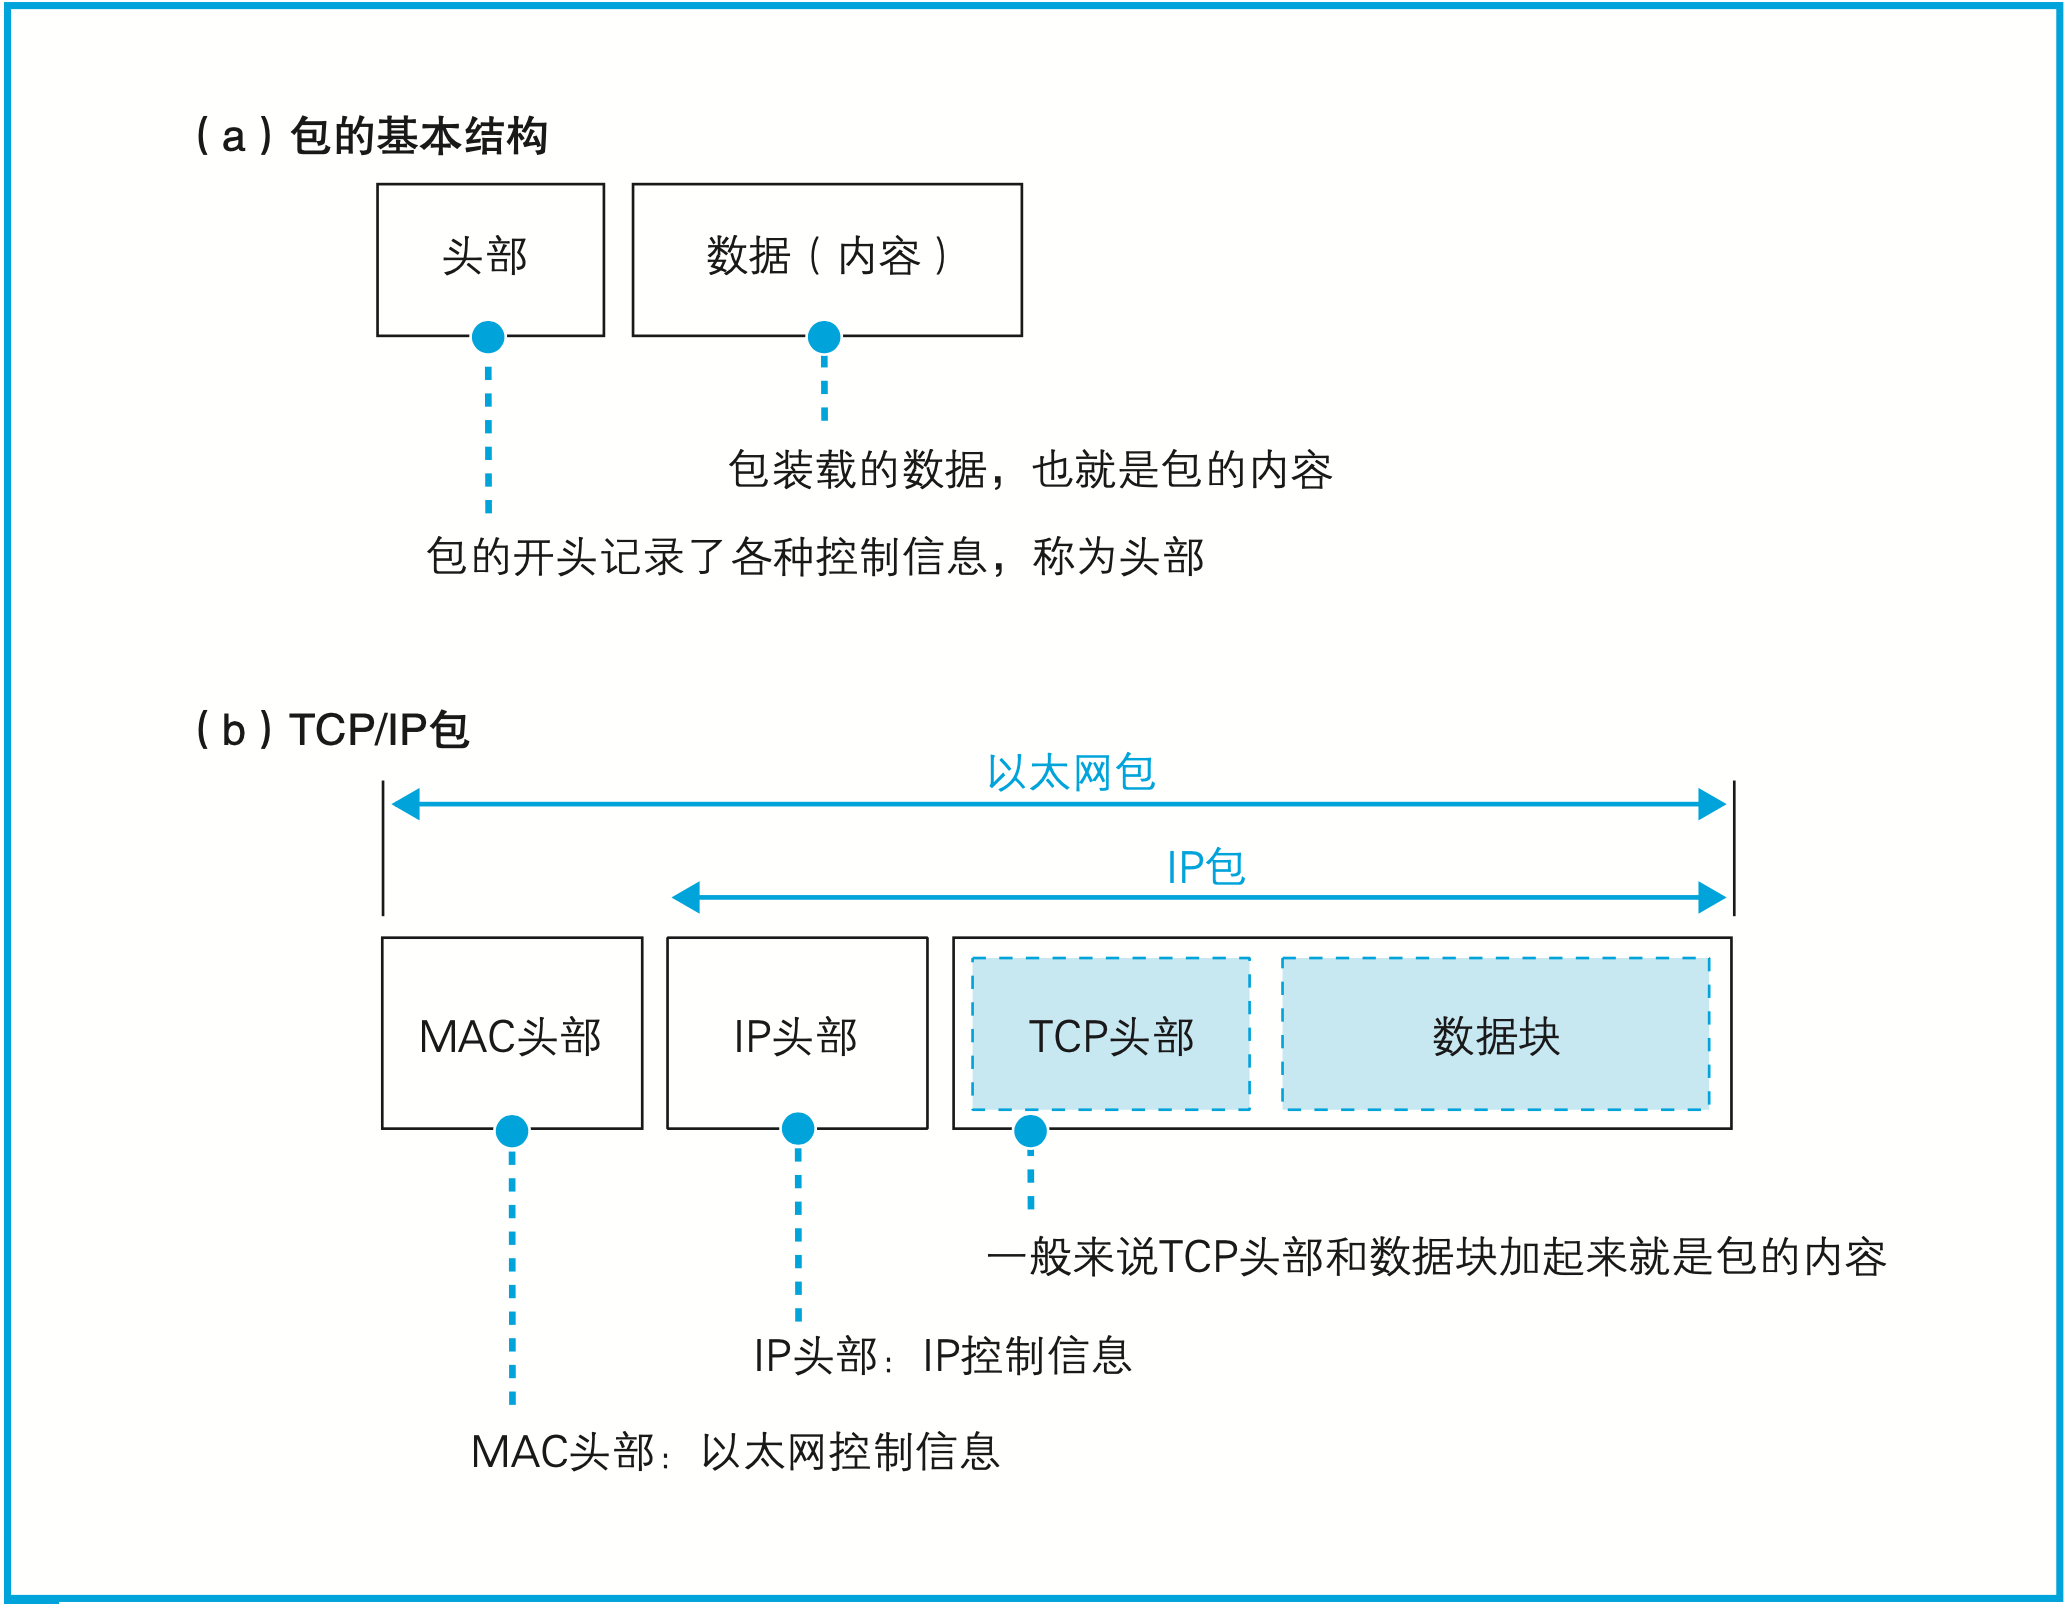 （a）包的基本结构
头部
数据（内容）
包装载的数据，也就是包的内容
包的开头记录了各种控制信息，称为头部
（b）TCP/IP包
以太网包
IP包
MAC头部
IP头部
TCP头部
数据块
一般来说TCP头部和数据块加起来就是包的内容
IP头部：IP控制信息
MAC头部：以太网控制信息